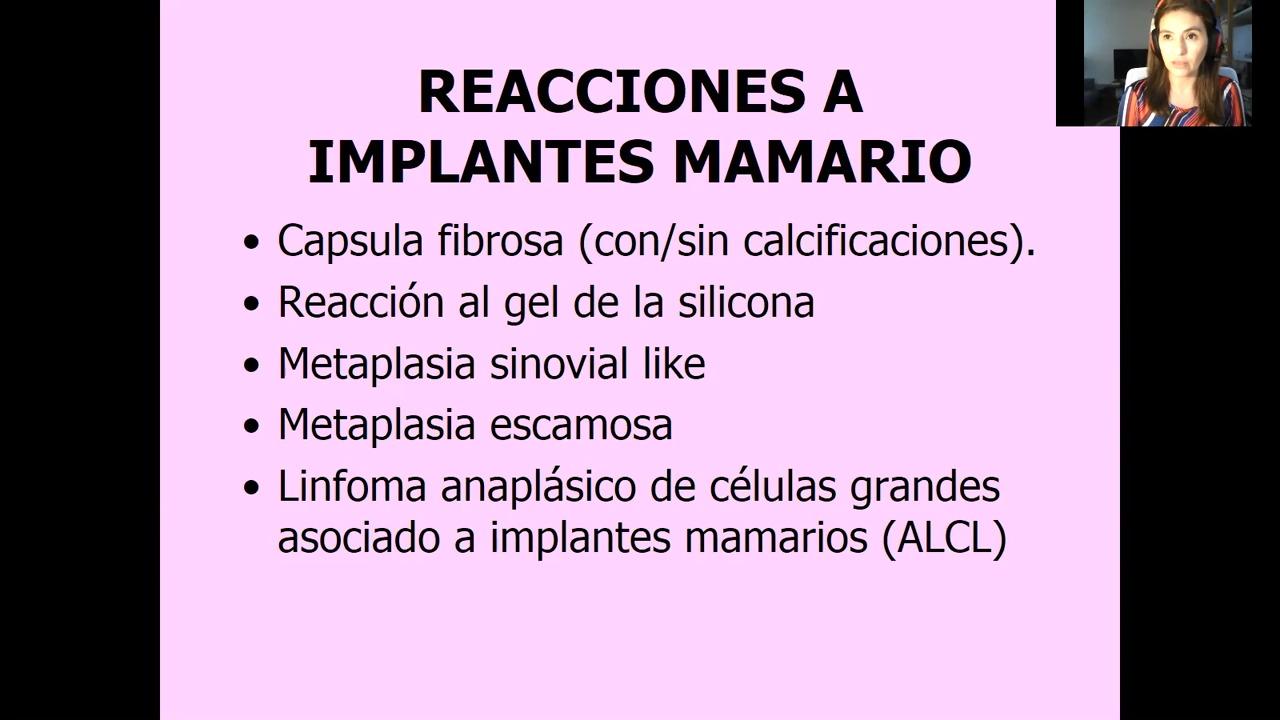 REACCIONES A
IMPLANTES MAMARIO
• Capsula fibrosa (con/sin calcificaciones).
• Reacción al gel de la silicona
• Metaplasia sinovial like
• Metaplasia escamosa
• Linfoma anaplásico de células grandes
asociado a implantes mamarios (ALCL)